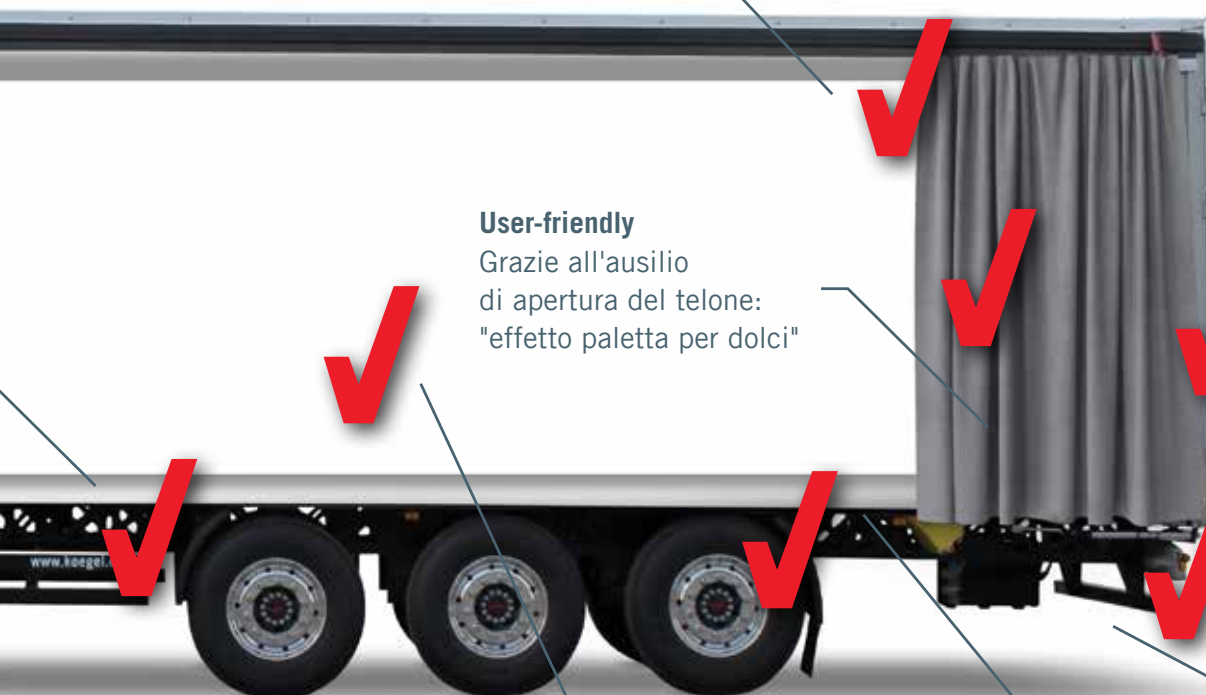 User-friendly
Grazie all'ausilio
di apertura del telone:
"effetto paletta per dolci"
www.koegel.